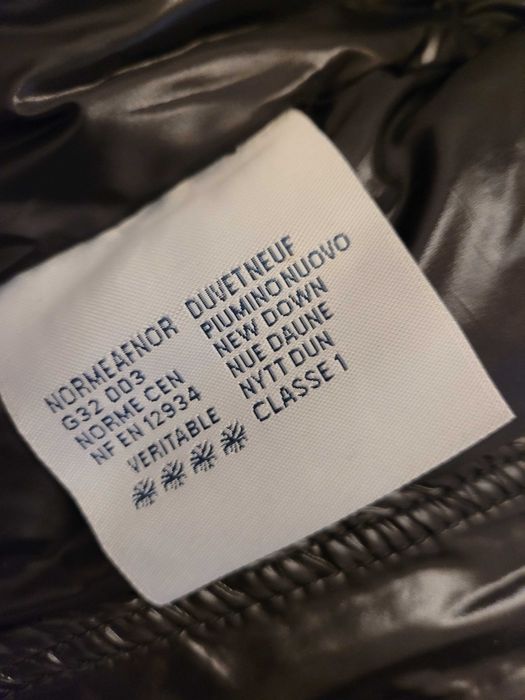 NORMEAFNOR DUVETNEUF
G32 003 PIUMINONUOVO
NORME CEN NEW DOWN
NF EN 12934 NUE DAUNE
VERITABLE NYTT DUN
CLASSE 1